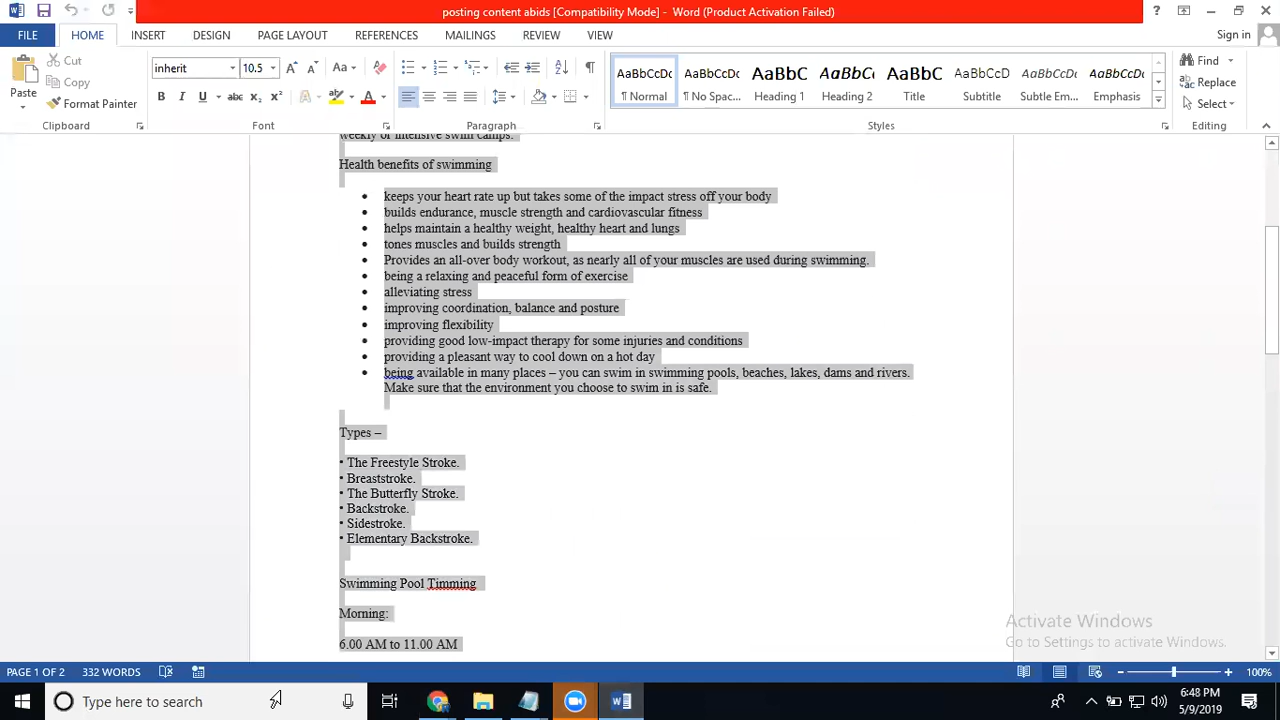 posting content abids [Compatibility Mode] - Word (Product Activation Failed)
?
FILE HOME INSERT DESIGN PAGE LAYOUT REFERENCES MAILINGS REVIEW VIEW Sign in
Paste
Cut
Copy
Format Painter
Clipboard
inherit 10.5
Aa
B I U abc x₂ x² A A
Font
Paragraph
AaBbCcDc AaBbCcDc AaBbC AaBbCc AaBbC AaBbCcD AaBbCcDc AaBbCcDc
¶ Normal ¶ No Spac... Heading 1 Heading 2 Title Subtitle Subtle Em... Emphasis
Styles
Find
Replace
Select
Editing
weekly or intensive swim camps.
Health benefits of swimming
• keeps your heart rate up but takes some of the impact stress off your body
• builds endurance, muscle strength and cardiovascular fitness
• helps maintain a healthy weight, healthy heart and lungs
• tones muscles and builds strength
• Provides an all-over body workout, as nearly all of your muscles are used during swimming.
• being a relaxing and peaceful form of exercise
• alleviating stress
• improving coordination, balance and posture
• improving flexibility
• providing good low-impact therapy for some injuries and conditions
• providing a pleasant way to cool down on a hot day
• being available in many places – you can swim in swimming pools, beaches, lakes, dams and rivers.
Make sure that the environment you choose to swim in is safe.
Types –
• The Freestyle Stroke.
• Breaststroke.
• The Butterfly Stroke.
• Backstroke.
• Sidestroke.
• Elementary Backstroke.
Swimming Pool Timming
Morning:
6.00 AM to 11.00 AM
Activate Windows
Go to Settings to activate Windows.
PAGE 1 OF 2 332 WORDS 100%
Type here to search
6:48 PM
5/9/2019